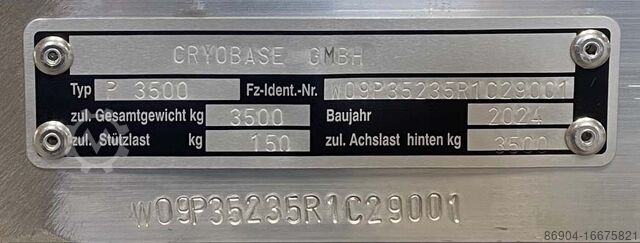 CRYOBASE GMBH
Typ P 3500 Fz-Ident.-Nr. W09P35235R1C29001
zul. Gesamtgewicht kg 3500 Baujahr 2024
zul. Stützlast kg 150 zul. Achslast hinten kg 3500
W09P35235R1C29001
86904-16675821